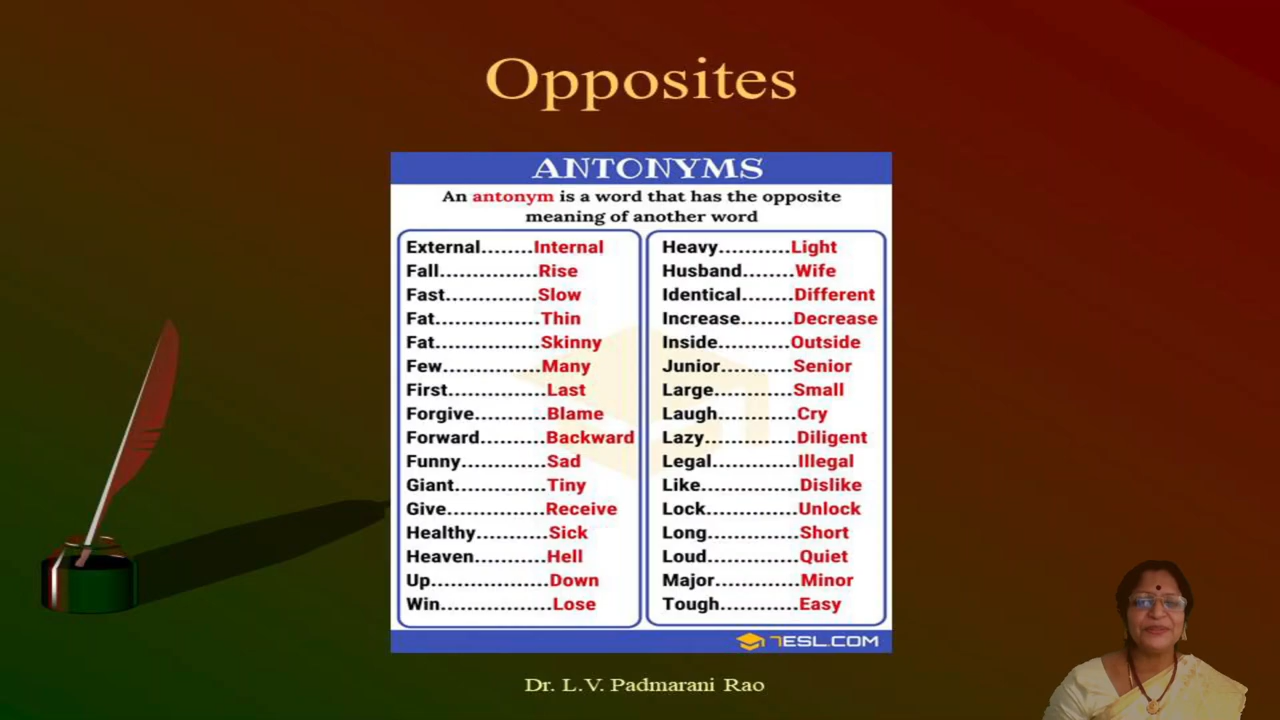 Opposites
ANTONYMS
An antonym is a word that has the opposite
meaning of another word
External.......Internal
Fall..............Rise
Fast.............Slow
Fat...............Thin
Fat...............Skinny
Few..............Many
First..............Last
Forgive..........Blame
Forward.........Backward
Funny............Sad
Giant.............Tiny
Give..............Receive
Healthy..........Sick
Heaven..........Hell
Up.................Down
Win................Lose
Heavy..........Light
Husband.......Wife
Identical.......Different
Increase.......Decrease
Inside..........Outside
Junior..........Senior
Large...........Small
Laugh...........Cry
Lazy.............Diligent
Legal............Illegal
Like..............Dislike
Lock.............Unlock
Long.............Short
Loud.............Quiet
Major............Minor
Tough...........Easy
7ESL.COM
Dr. L.V. Padmarani Rao